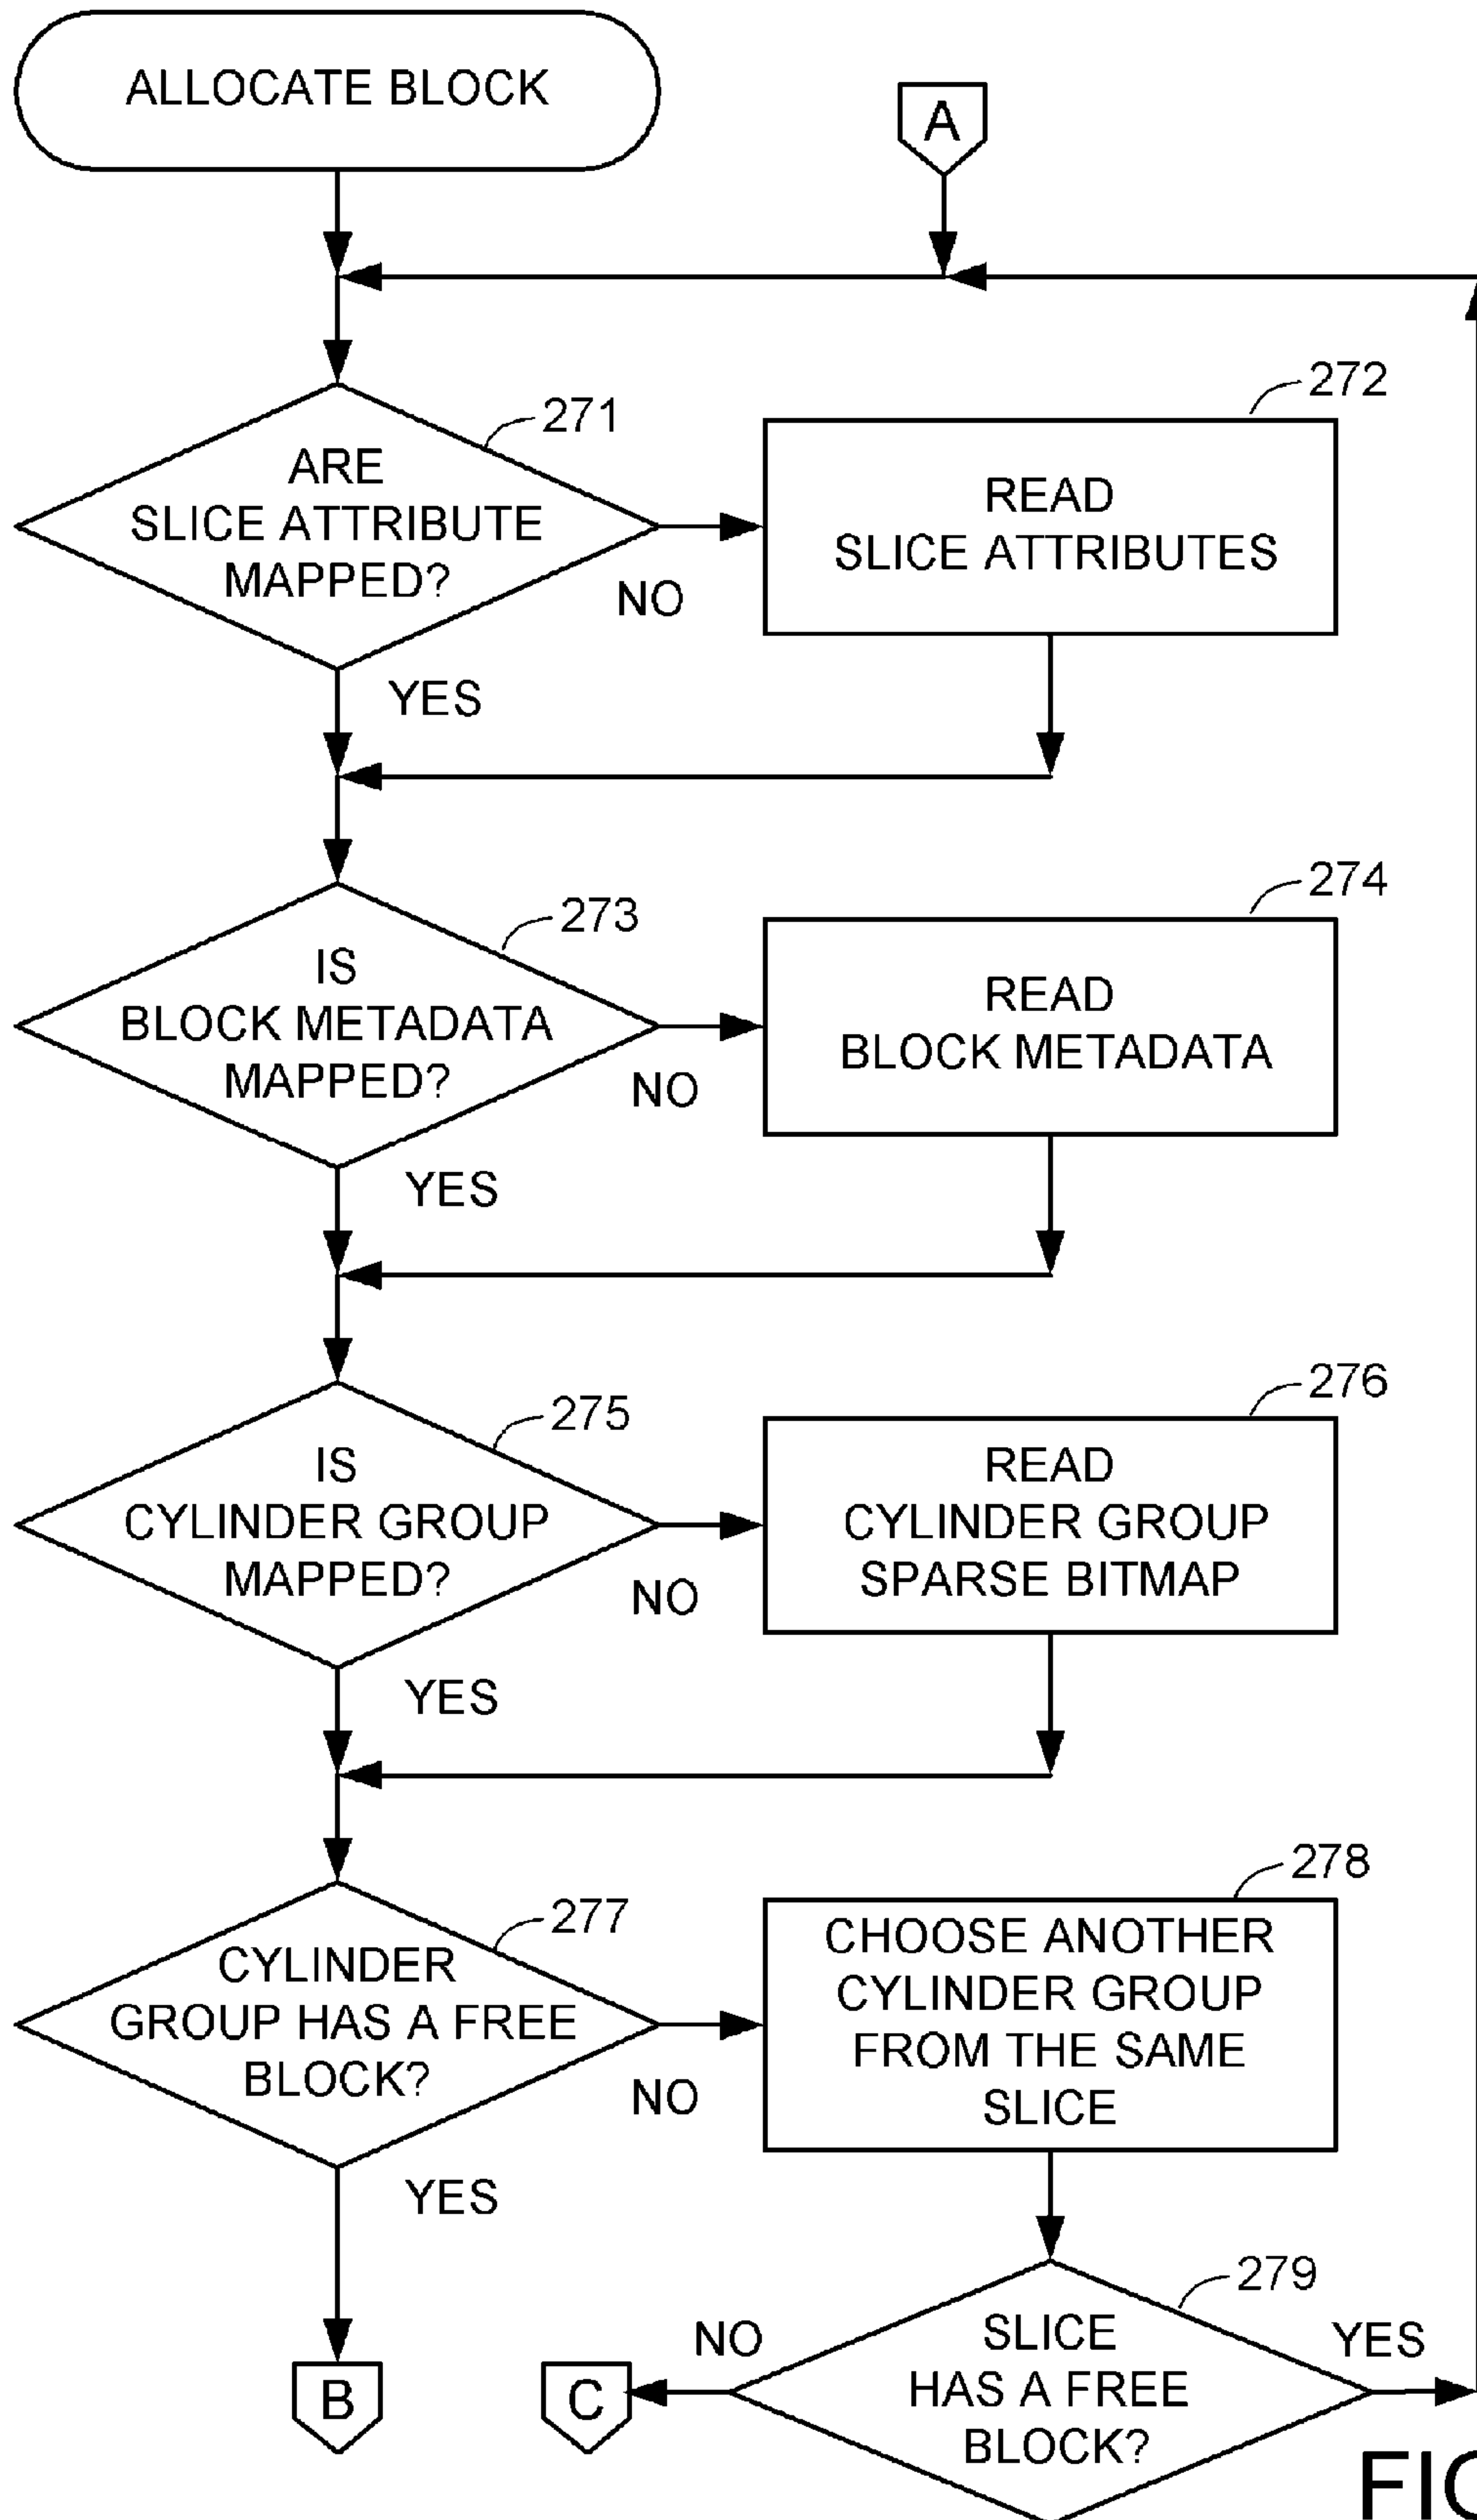 ALLOCATE BLOCK
A
271
ARE
SLICE ATTRIBUTE
MAPPED?
NO
YES
272
READ
SLICE ATTRIBUTES
273
IS
BLOCK METADATA
MAPPED?
NO
YES
274
READ
BLOCK METADATA
275
IS
CYLINDER GROUP
MAPPED?
NO
YES
276
READ
CYLINDER GROUP
SPARSE BITMAP
277
CYLINDER
GROUP HAS A FREE
BLOCK?
NO
YES
278
CHOOSE ANOTHER
CYLINDER GROUP
FROM THE SAME
SLICE
279
SLICE
HAS A FREE
BLOCK?
NO
YES
B
C